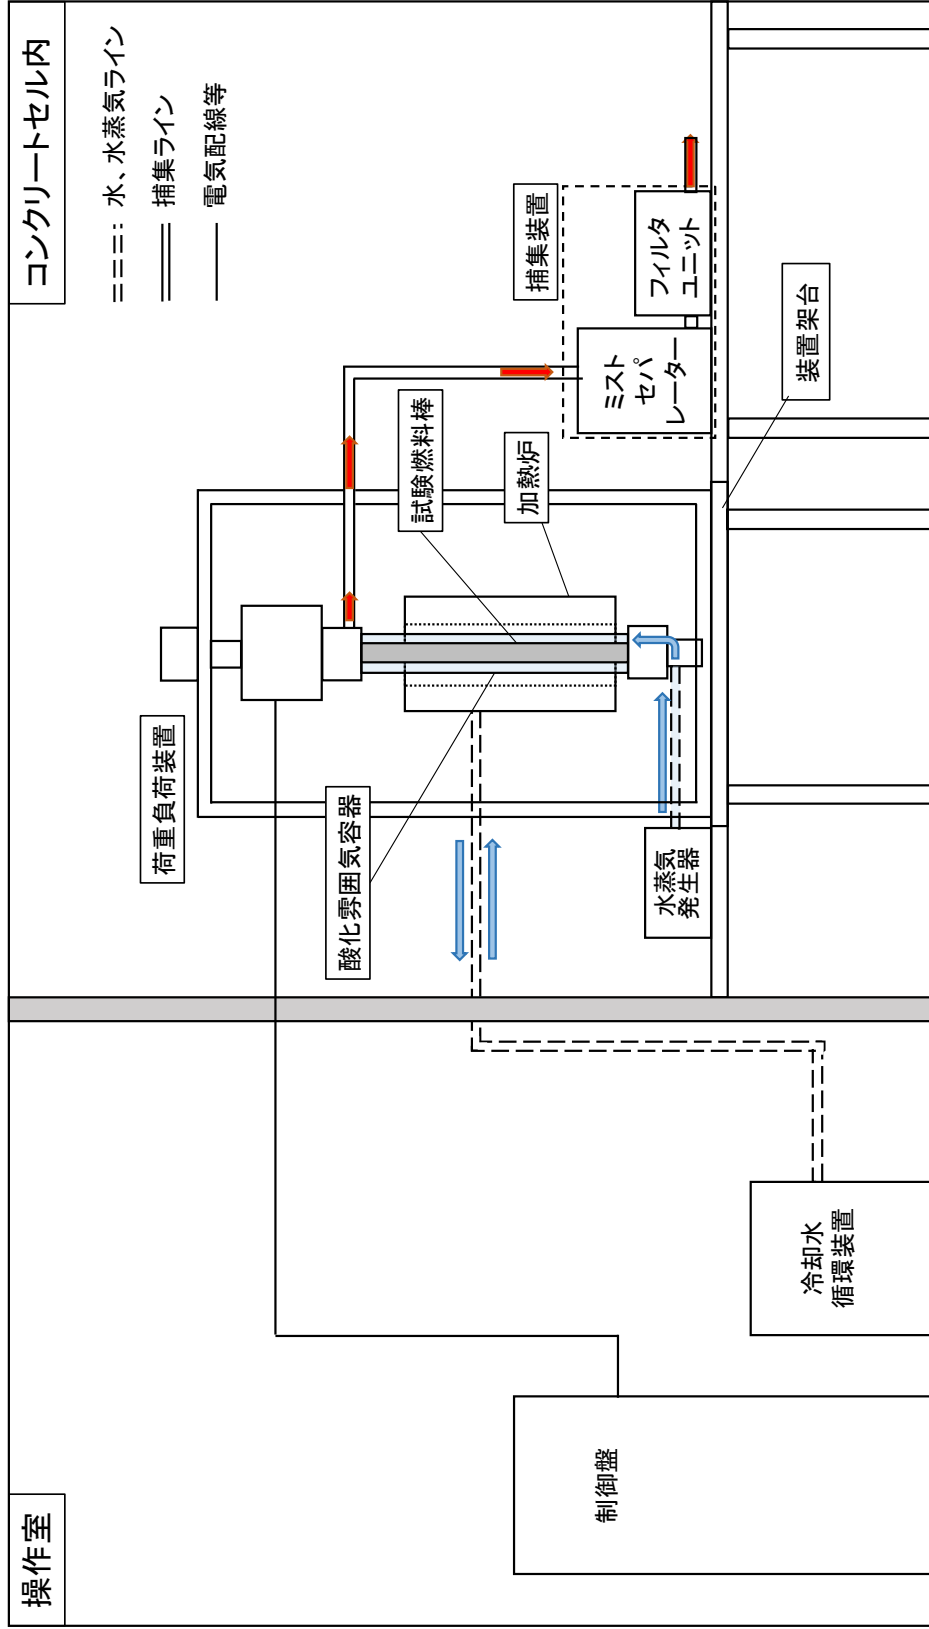 操作室
コンクリートセル内
水、水蒸気ライン
捕集ライン
電気配線等
荷重負荷装置
酸化雰囲気容器
試験燃料棒
加熱炉
捕集装置
ミスト
セパ
レーター
フィルタ
ユニット
水蒸気
発生器
装置架台
冷却水
循環装置
制御盤